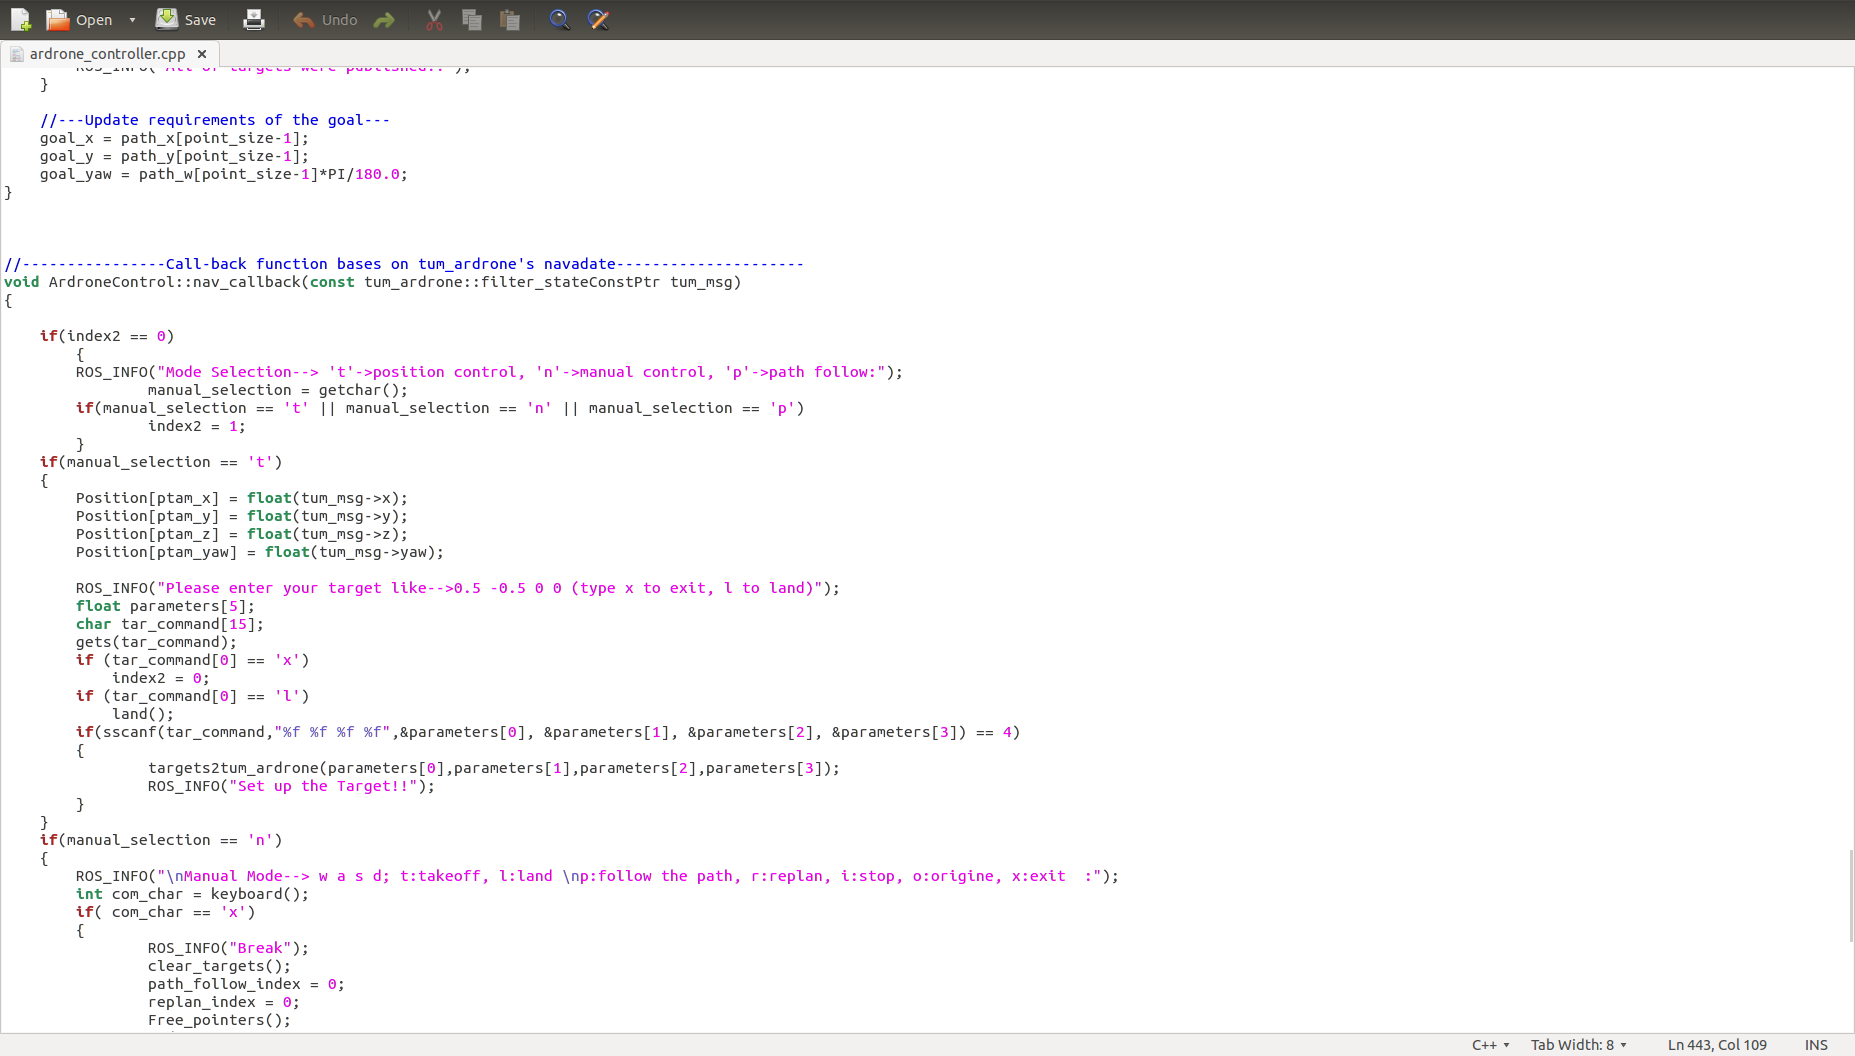 Open Save Undo
ardrone_controller.cpp x
ROS_INFO("All of targets were published!!");
}
//---Update requirements of the goal---
goal_x = path_x[point_size-1];
goal_y = path_y[point_size-1];
goal_yaw = path_w[point_size-1]*PI/180.0;
}
//----------------Call-back function bases on tum_ardrone's navadate---------------------
void ArdroneControl::nav_callback(const tum_ardrone::filter_stateConstPtr tum_msg)
{
if(index2 == 0)
{
ROS_INFO("Mode Selection--> 't'->position control, 'n'->manual control, 'p'->path follow:");
manual_selection = getchar();
if(manual_selection == 't' || manual_selection == 'n' || manual_selection == 'p')
index2 = 1;
}
if(manual_selection == 't')
{
Position[ptam_x] = float(tum_msg->x);
Position[ptam_y] = float(tum_msg->y);
Position[ptam_z] = float(tum_msg->z);
Position[ptam_yaw] = float(tum_msg->yaw);
ROS_INFO("Please enter your target like-->0.5 -0.5 0 0 (type x to exit, l to land)");
float parameters[5];
char tar_command[15];
gets(tar_command);
if (tar_command[0] == 'x')
index2 = 0;
if (tar_command[0] == 'l')
land();
if(sscanf(tar_command,"%f %f %f %f",&parameters[0], &parameters[1], &parameters[2], &parameters[3]) == 4)
{
targets2tum_ardrone(parameters[0],parameters[1],parameters[2],parameters[3]);
ROS_INFO("Set up the Target!!");
}
}
if(manual_selection == 'n')
{
ROS_INFO("\nManual Mode--> w a s d; t:takeoff, l:land \np:follow the path, r:replan, i:stop, o:origine, x:exit  :");
int com_char = keyboard();
if( com_char == 'x')
{
ROS_INFO("Break");
clear_targets();
path_follow_index = 0;
replan_index = 0;
Free_pointers();
C++ Tab Width: 8 Ln 443, Col 109 INS